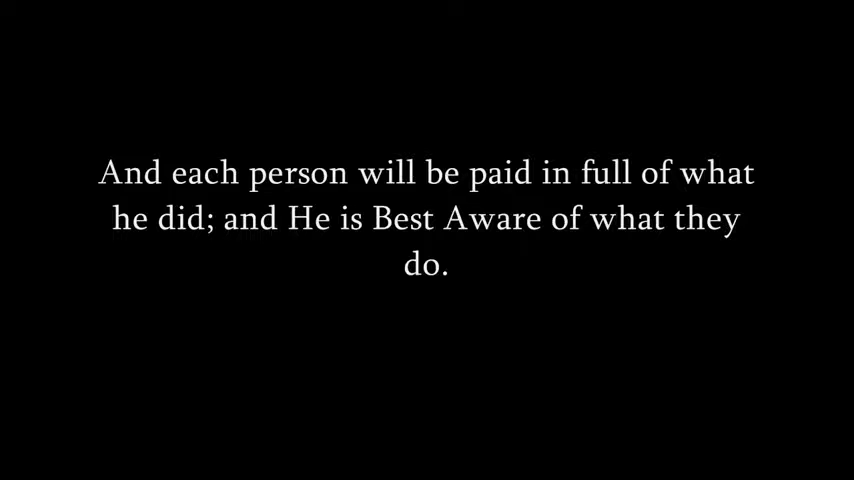 And each person will be paid in full of what
he did; and He is Best Aware of what they
do.